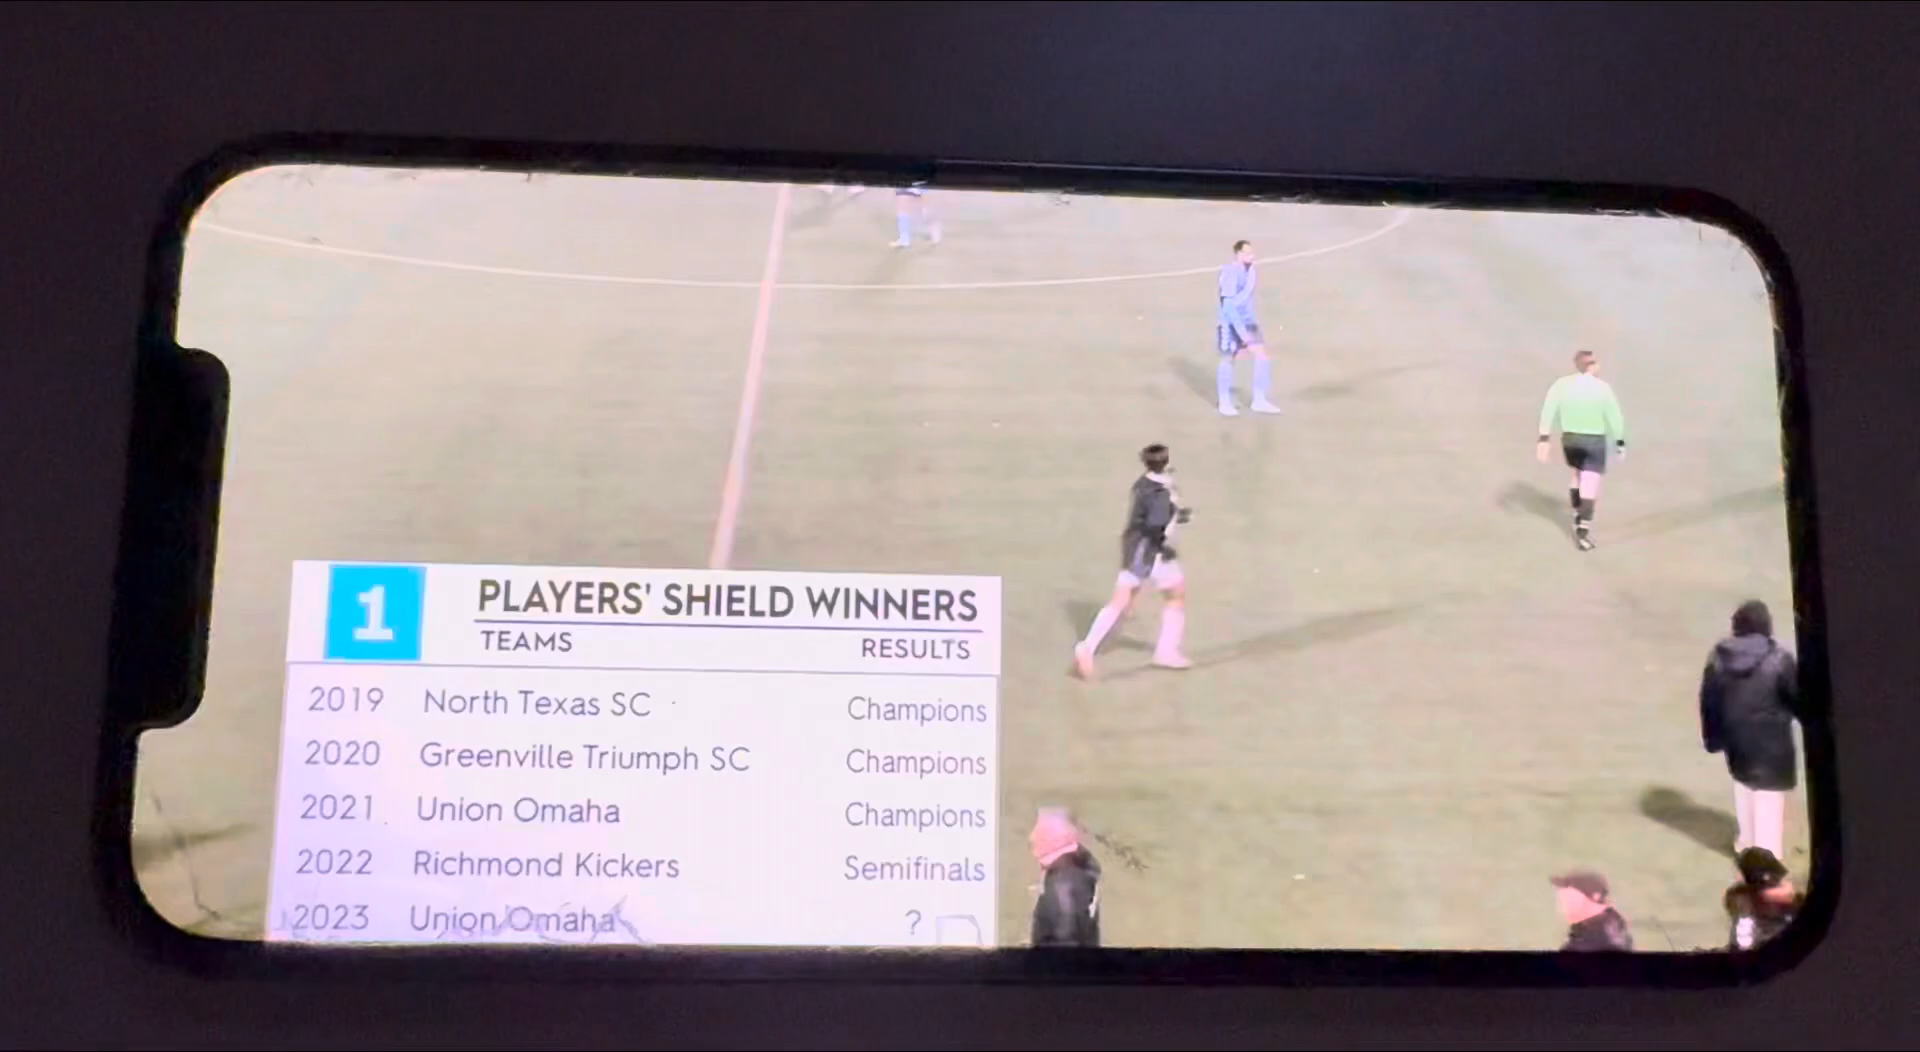 1 PLAYERS' SHIELD WINNERS
TEAMS RESULTS
2019 North Texas SC Champions
2020 Greenville Triumph SC Champions
2021 Union Omaha Champions
2022 Richmond Kickers Semifinals
2023 Union Omaha ?